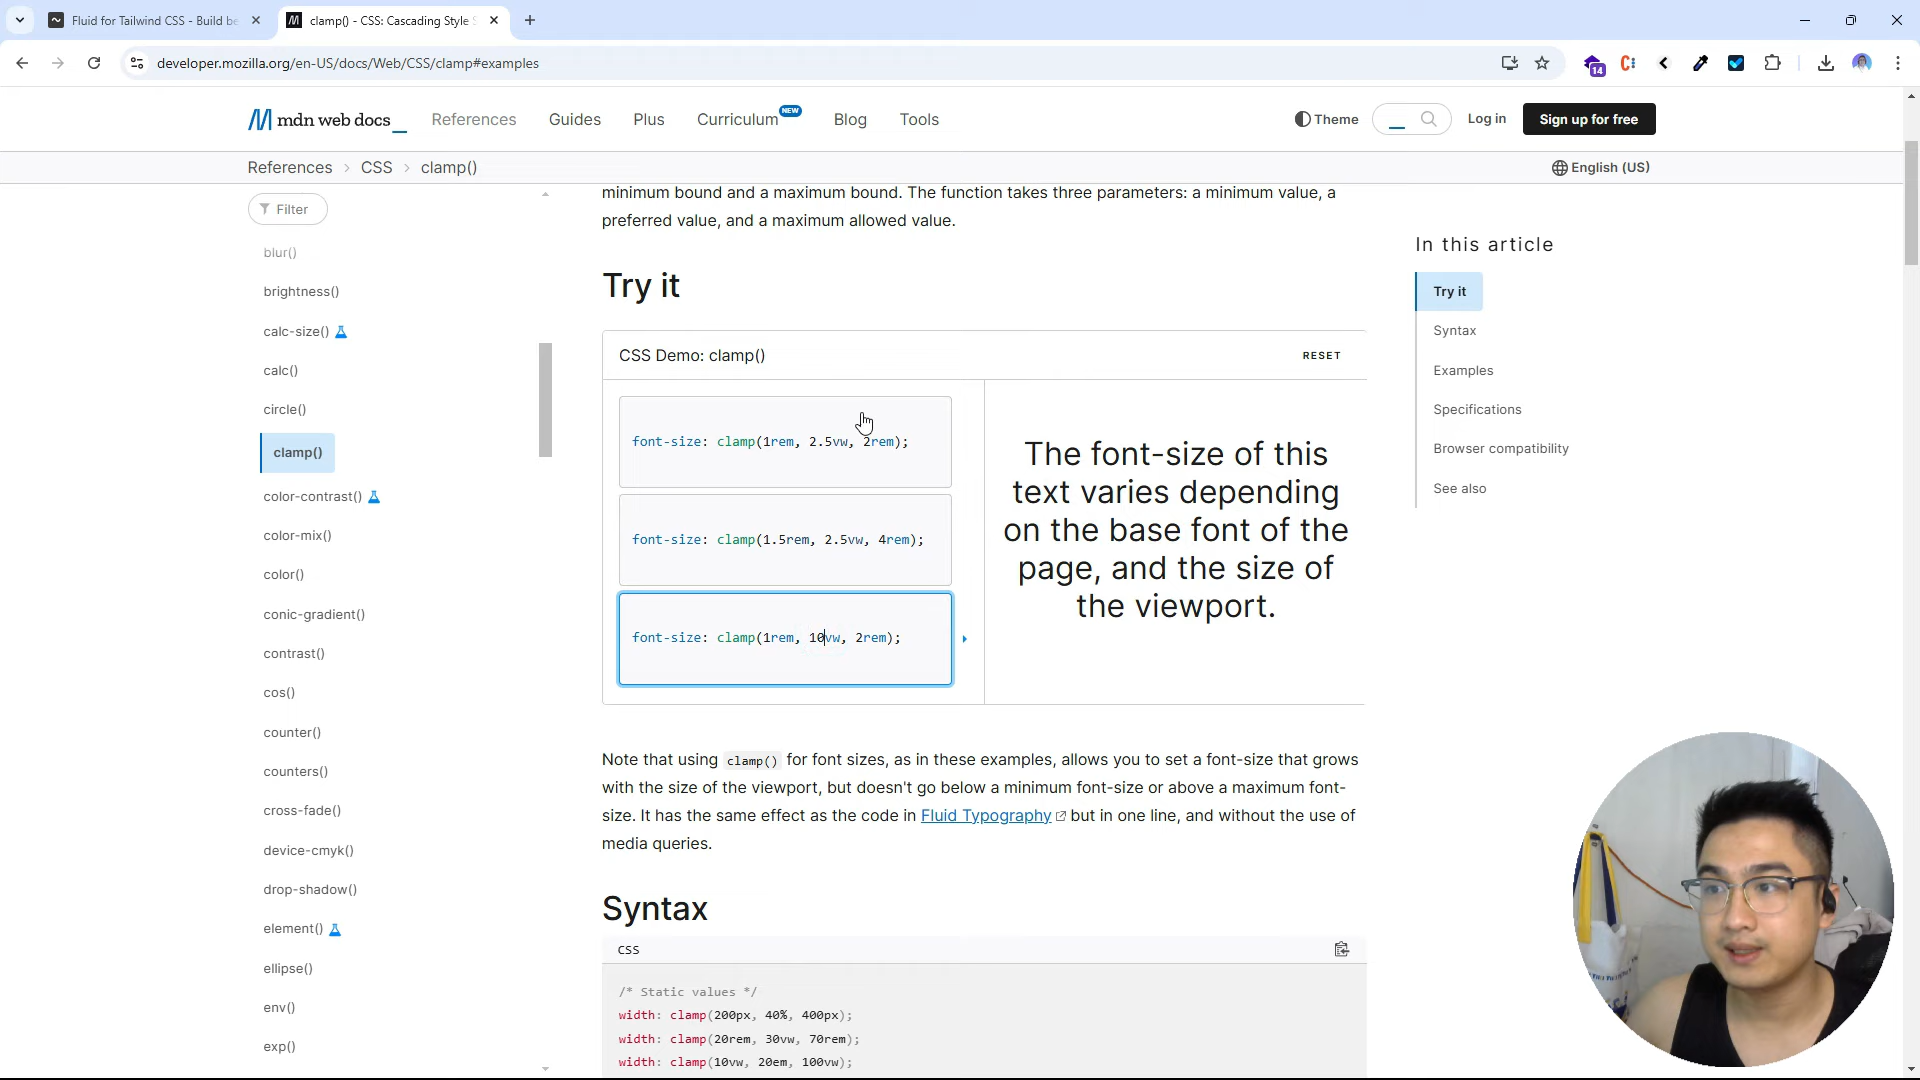 Fluid for Tailwind CSS - Build be
clamp() - CSS: Cascading Style S
developer.mozilla.org/en-US/docs/Web/CSS/clamp#examples
14
mdn web docs
References
Guides
Plus
Curriculum
NEW
Blog
Tools
Theme
Log in
Sign up for free
References > CSS > clamp()
English (US)
Filter
blur()
brightness()
calc-size()
calc()
circle()
clamp()
color-contrast()
color-mix()
color()
conic-gradient()
contrast()
cos()
counter()
counters()
cross-fade()
device-cmyk()
drop-shadow()
element()
ellipse()
env()
exp()
minimum bound and a maximum bound. The function takes three parameters: a minimum value, a
preferred value, and a maximum allowed value.
Try it
CSS Demo: clamp()
RESET
font-size: clamp(1rem, 2.5vw, 2rem);
font-size: clamp(1.5rem, 2.5vw, 4rem);
font-size: clamp(1rem, 10vw, 2rem);
The font-size of this
text varies depending
on the base font of the
page, and the size of
the viewport.
Note that using clamp() for font sizes, as in these examples, allows you to set a font-size that grows
with the size of the viewport, but doesn't go below a minimum font-size or above a maximum font-
size. It has the same effect as the code in Fluid Typography but in one line, and without the use of
media queries.
Syntax
CSS
/* Static values */
width: clamp(200px, 40%, 400px);
width: clamp(20rem, 30vw, 70rem);
width: clamp(10vw, 20em, 100vw);
In this article
Try it
Syntax
Examples
Specifications
Browser compatibility
See also